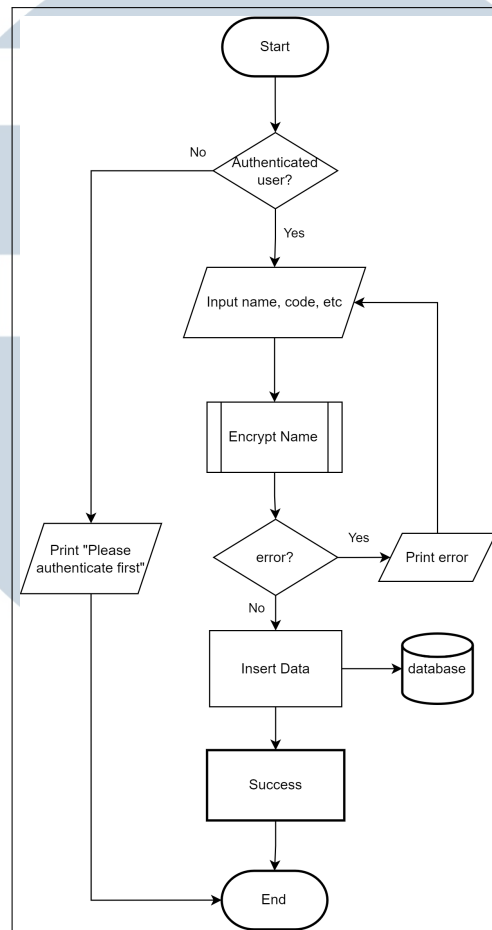 Start
No
Authenticated
user?
Yes
Input name, code, etc
Encrypt Name
Print "Please
authenticate first"
error?
Yes
Print error
No
Insert Data
database
Success
End